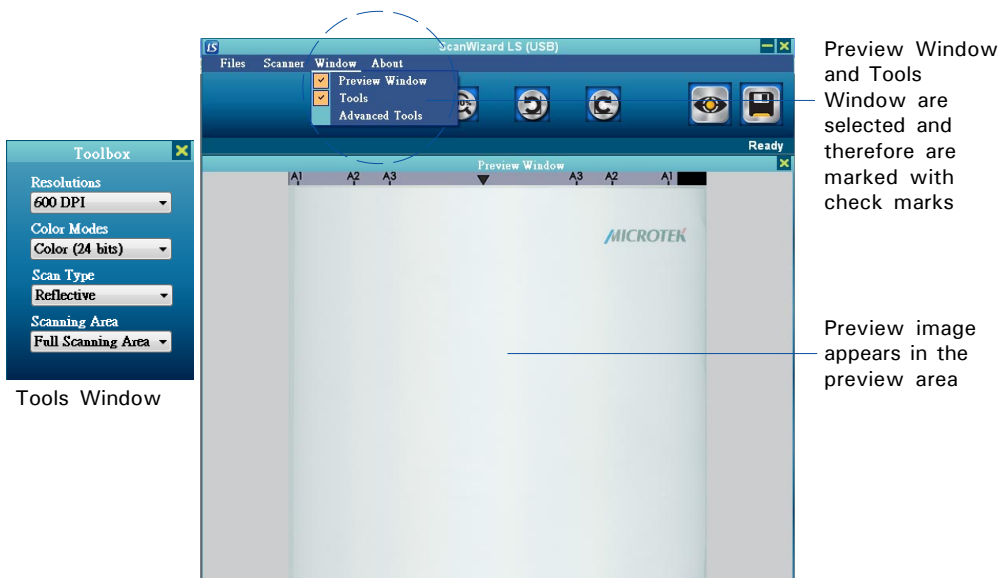 ScanWizard LS (USB)
Files Scanner Window About
Preview Window
Tools
Advanced Tools
Ready
Preview Window
A1 A2 A3 A3 A2 A1
MICROTEK
Toolbox
Resolutions
600 DPI
Color Modes
Color (24 bits)
Scan Type
Reflective
Scanning Area
Full Scanning Area
Tools Window
Preview Window
and Tools
Window are
selected and
therefore are
marked with
check marks
Preview image
appears in the
preview area